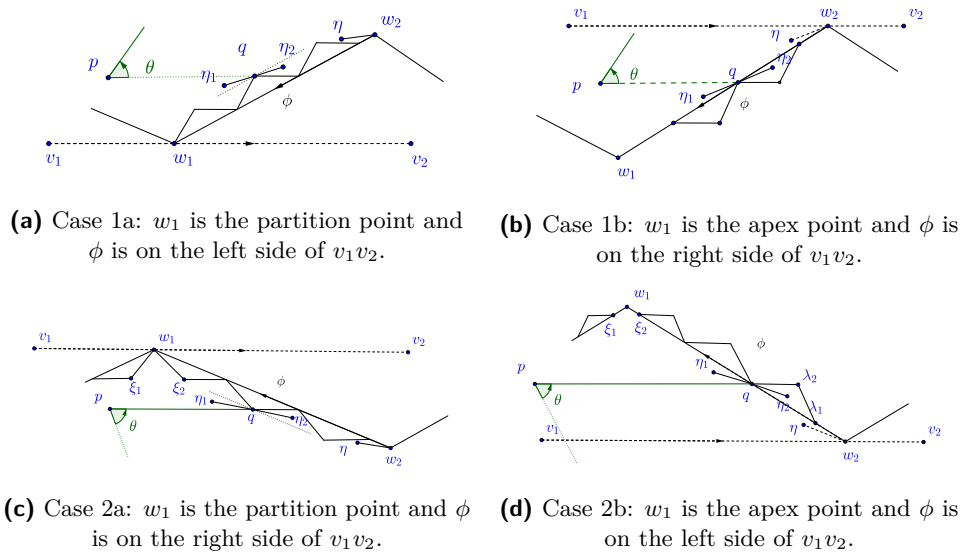 η w₂
v₁ v₂
w₂
q η₂
η
p θ η₁
q η₂
p θ
ϕ
η₁
ϕ
v₁ w₁ v₂
w₁
(a) Case 1a: w₁ is the partition point and
ϕ is on the left side of v₁v₂.
(b) Case 1b: w₁ is the apex point and ϕ is
on the right side of v₁v₂.
v₁ w₁ v₂
ξ₁ ξ₂ ϕ
p η₁
θ q η₂
η w₂
w₁
ξ₁ ξ₂
ϕ
p η₁
θ q η₂ λ₂
λ₁
v₁ η
w₂ v₂
(c) Case 2a: w₁ is the partition point and ϕ
is on the right side of v₁v₂.
(d) Case 2b: w₁ is the apex point and ϕ is
on the left side of v₁v₂.